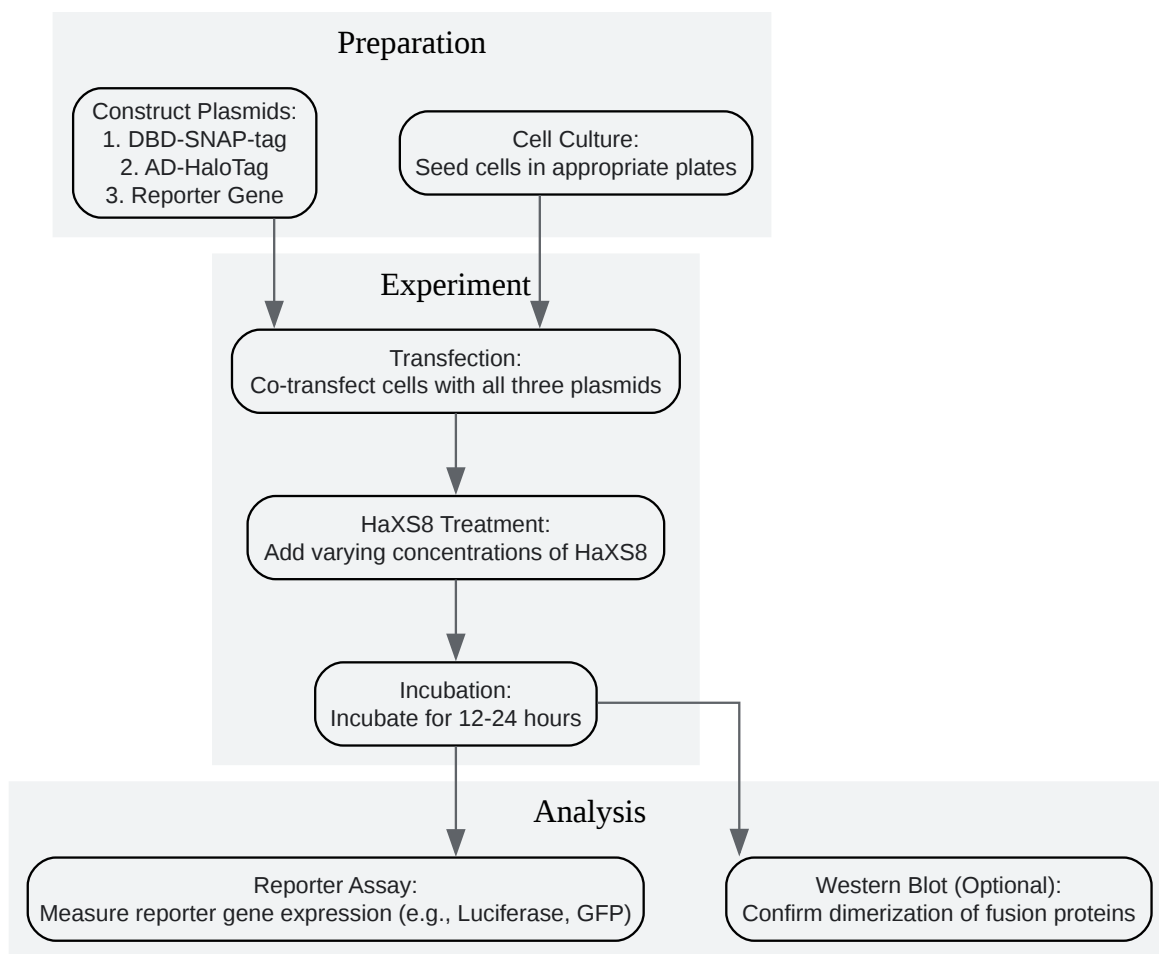 Preparation
Construct Plasmids:
1. DBD-SNAP-tag
2. AD-HaloTag
3. Reporter Gene
Cell Culture:
Seed cells in appropriate plates
Experiment
Transfection:
Co-transfect cells with all three plasmids
HaXS8 Treatment:
Add varying concentrations of HaXS8
Incubation:
Incubate for 12-24 hours
Analysis
Reporter Assay:
Measure reporter gene expression (e.g., Luciferase, GFP)
Western Blot (Optional):
Confirm dimerization of fusion proteins